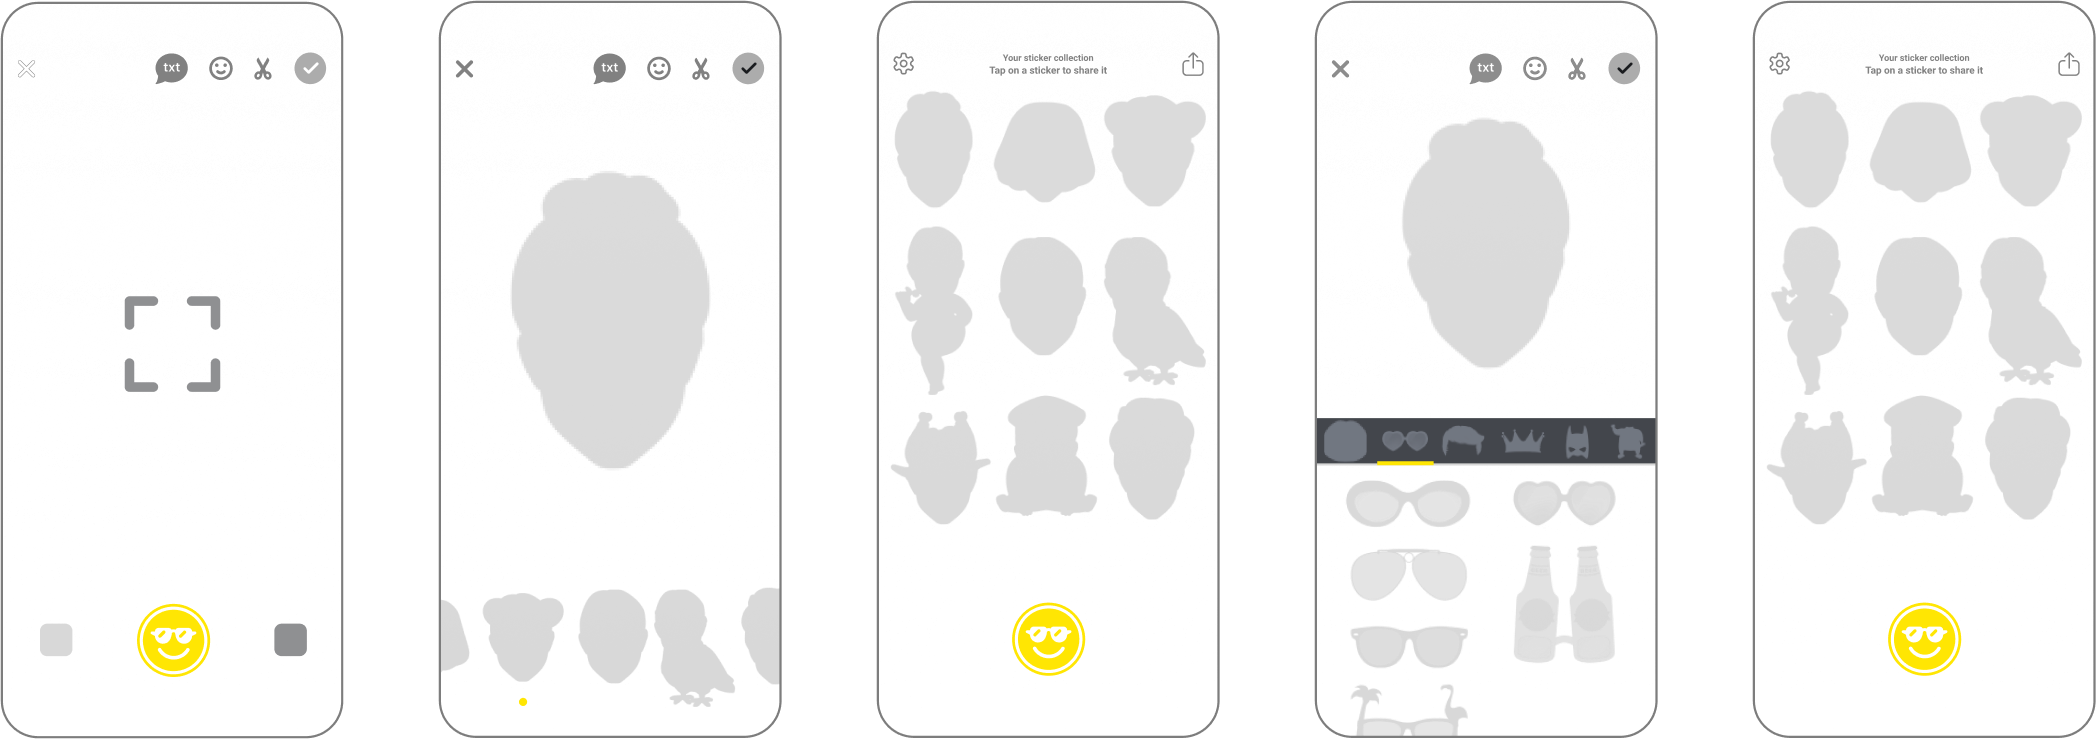 txt
txt
Your sticker collection
Tap on a sticker to share it
txt
Your sticker collection
Tap on a sticker to share it